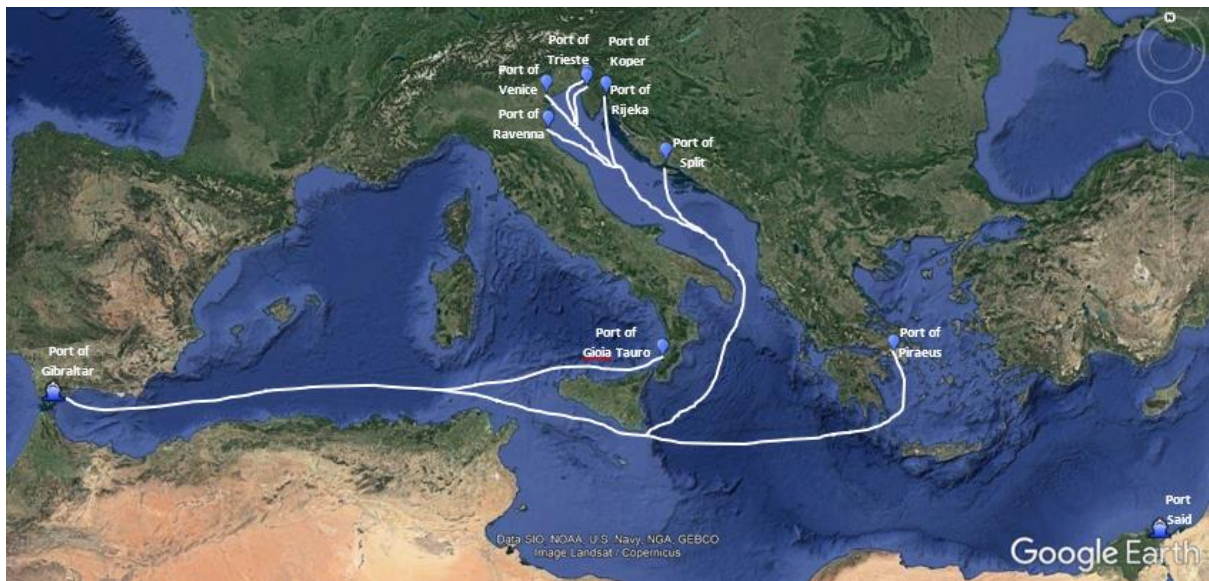 Port of
Trieste
Port of
Koper
Port of
Venice
Port of
Rijeka
Port of
Ravenna
Port of
Split
Port of
Gioia Tauro
Port of
Piraeus
Port of
Gibraltar
Port
Said
Data SIO, NOAA, U.S. Navy, NGA, GEBCO
Image Landsat / Copernicus
Google Earth